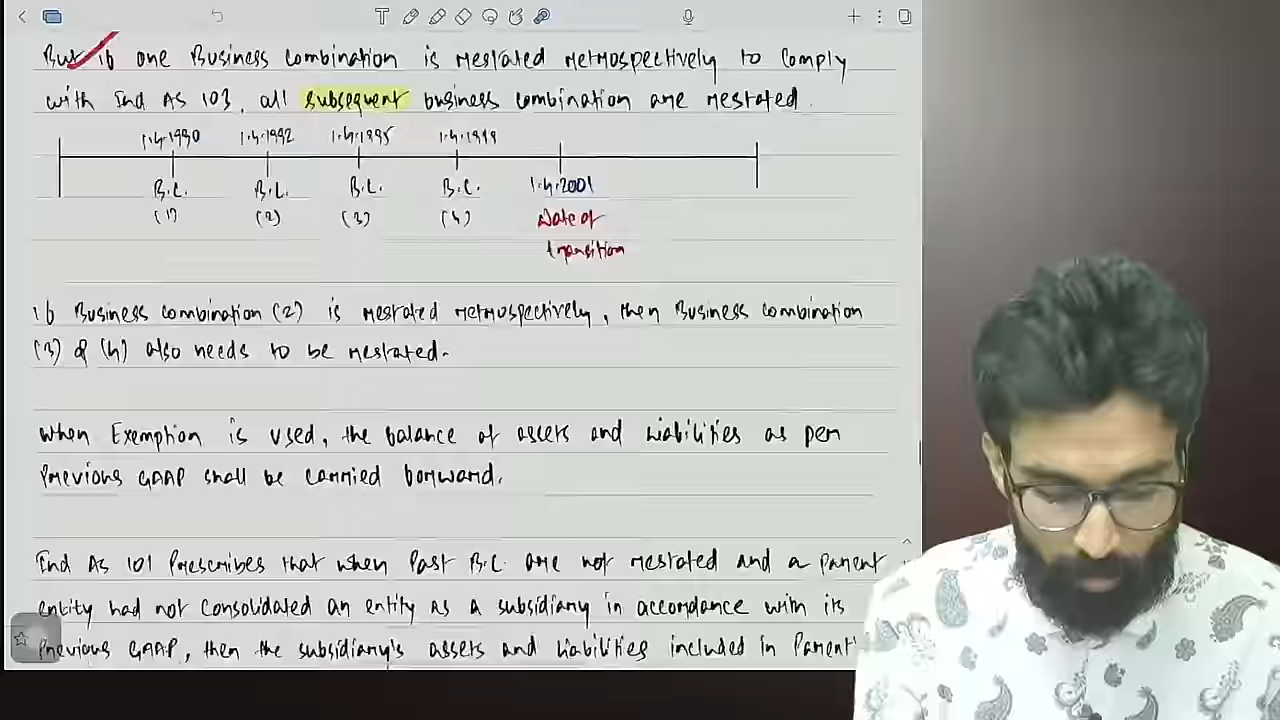 But if one Business Combination is restated retrospectively to comply
with Ind AS 103, all subsequent business combination are restated.
1.4.1990 1.4.1992 1.4.1995 1.4.1999
B.C. B.C. B.C. B.C. 1.4.2001
(1) (2) (3) (4) Date of
transition
If Business combination (2) is restated retrospectively, then Business combination
(3) & (4) also needs to be restated.
When Exemption is used, the balance of assets and liabilities as per
Previous GAAP shall be carried forward.
Ind AS 101 Prescribes that when Past B.C. are not restated and a parent
entity had not consolidated an entity as a subsidiary in accordance with its
Previous GAAP, then the subsidiary's assets and liabilities included in Parent'